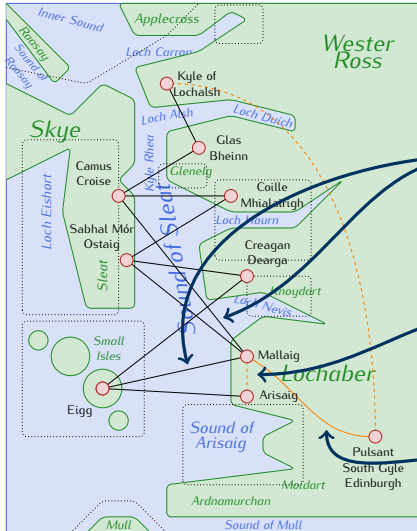 Inner Sound
Applecross
Raasay
Sound of
Raasay
Loch Carron
Wester
Ross
Kyle of
Lochalsh
Loch Alsh
Loch Duich
Skye
Glas
Bheinn
Kyle Rhea
Glenelg
Camus
Croise
Coille
Mhialairigh
Loch Eishort
Loch Hourn
Sabhal Mòr
Ostaig
Sound of Sleat
Creagan
Dearga
Sleat
Knoydart
Loch Nevis
Small
Isles
Mallaig
Lochaber
Eigg
Arisaig
Sound of
Arisaig
Pulsant
South Gyle
Edinburgh
Moidart
Ardnamurchan
Mull
Sound of Mull